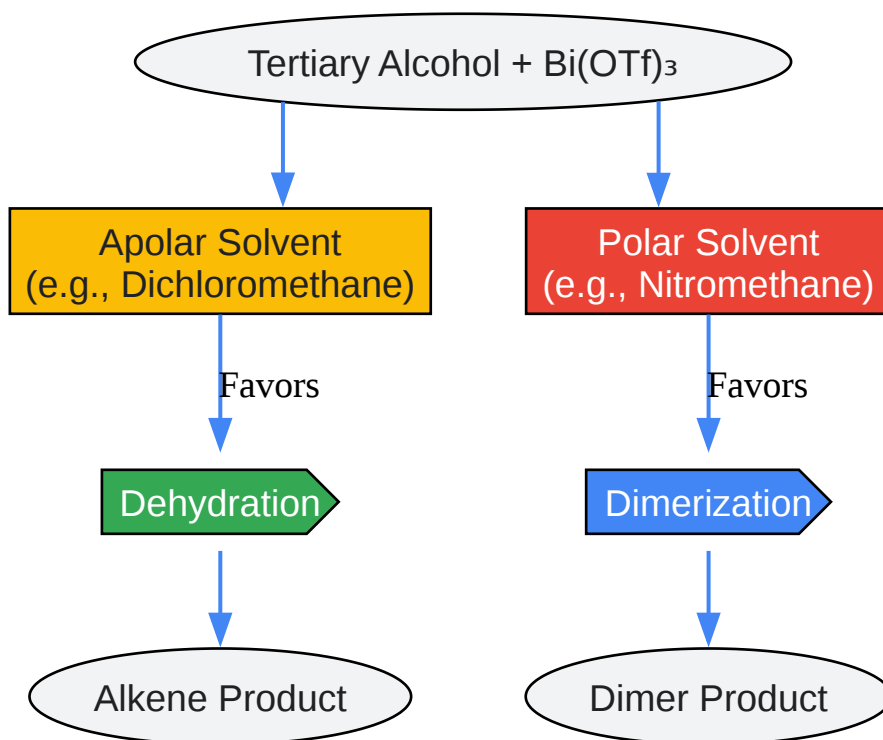 Tertiary Alcohol + Bi(OTf)₃
Apolar Solvent
(e.g., Dichloromethane)
Polar Solvent
(e.g., Nitromethane)
Favors
Favors
Dehydration
Dimerization
Alkene Product
Dimer Product